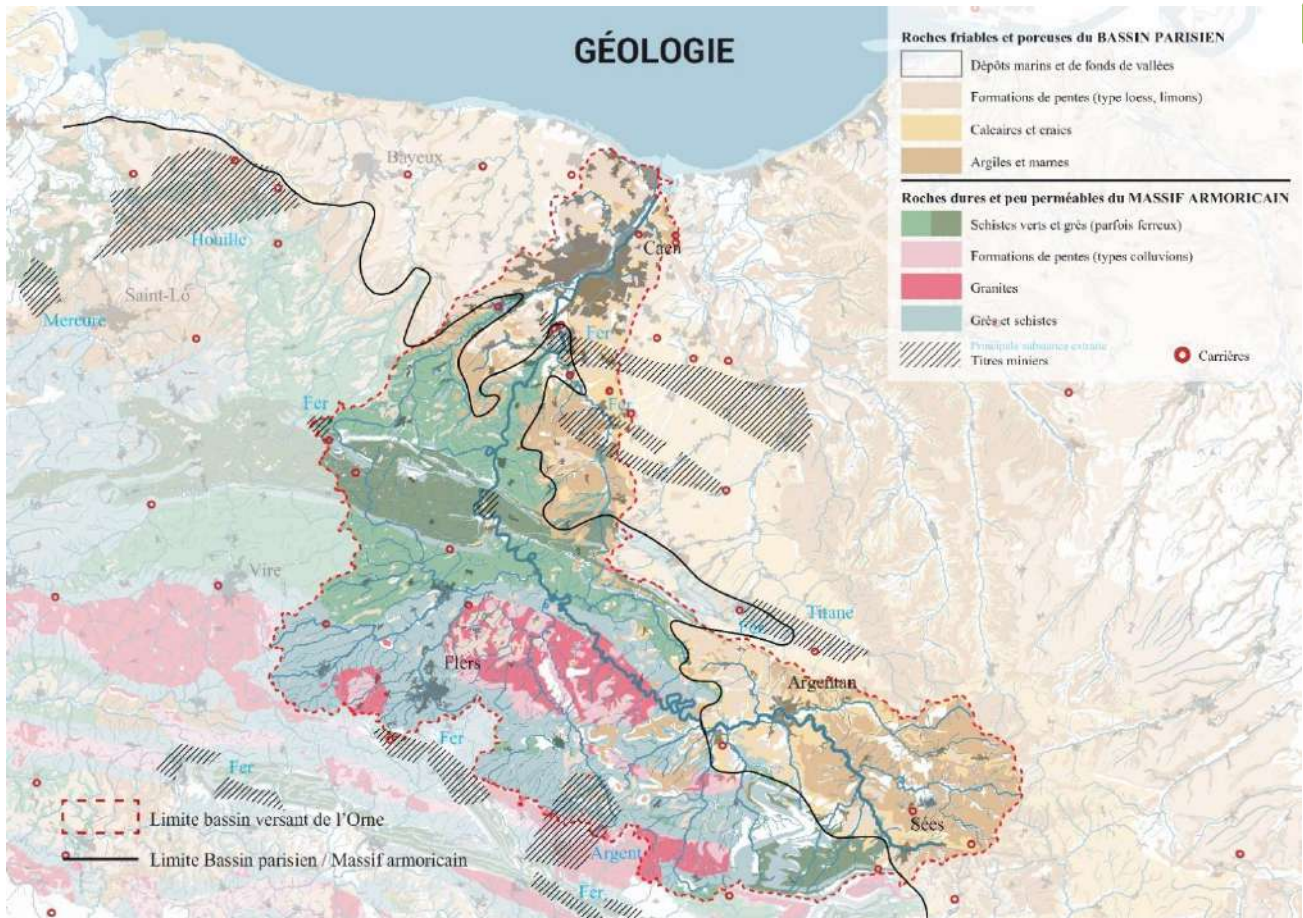 GÉOLOGIE
Roches friables et poreuses du BASSIN PARISIEN
Dépôts marins et de fonds de vallées
Formations de pentes (type loess, limons)
Calcaires et craies
Argiles et marnes
Roches dures et peu perméables du MASSIF ARMORICAIN
Schistes verts et grès (parfois ferreux)
Formations de pentes (types colluvions)
Granites
Grès et schistes
Principale substance extraite
Titres miniers
Carrières
Bayeux
Houille
Caen
Saint-Lô
Mercure
Fer
Fer
Fer
Vire
Titane
Fer
Flers
Argentan
Fer
Fer
Sées
Argent
Fer
Limite bassin versant de l'Orne
Limite Bassin parisien / Massif armoricain